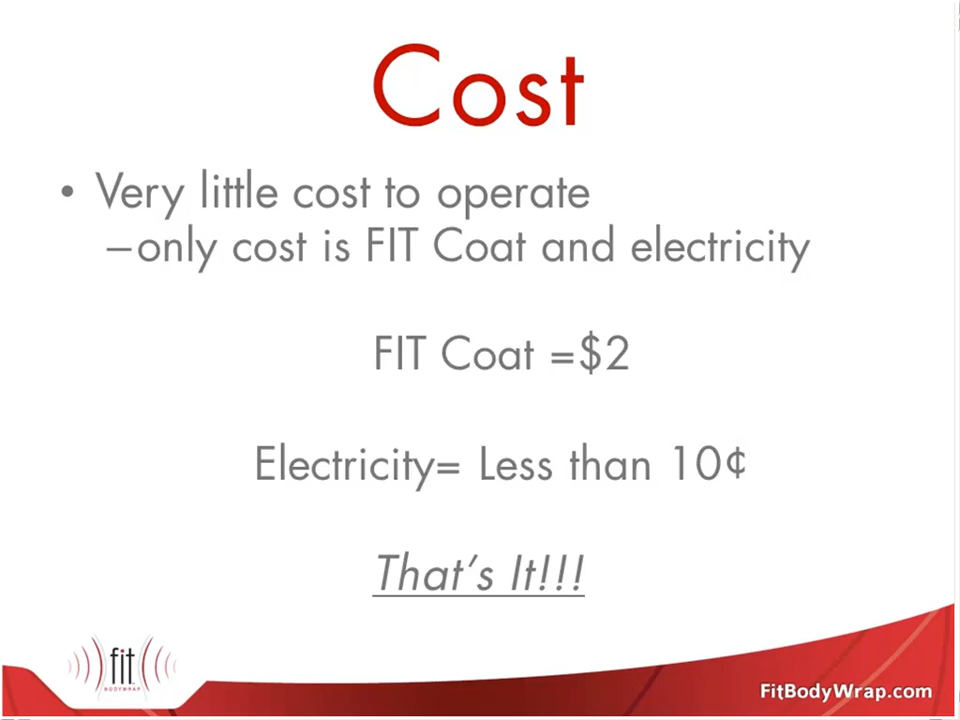 Cost
• Very little cost to operate
–only cost is FIT Coat and electricity
FIT Coat =$2
Electricity= Less than 10¢
That's It!!!
fit
BODYWRAP
FitBodyWrap.com